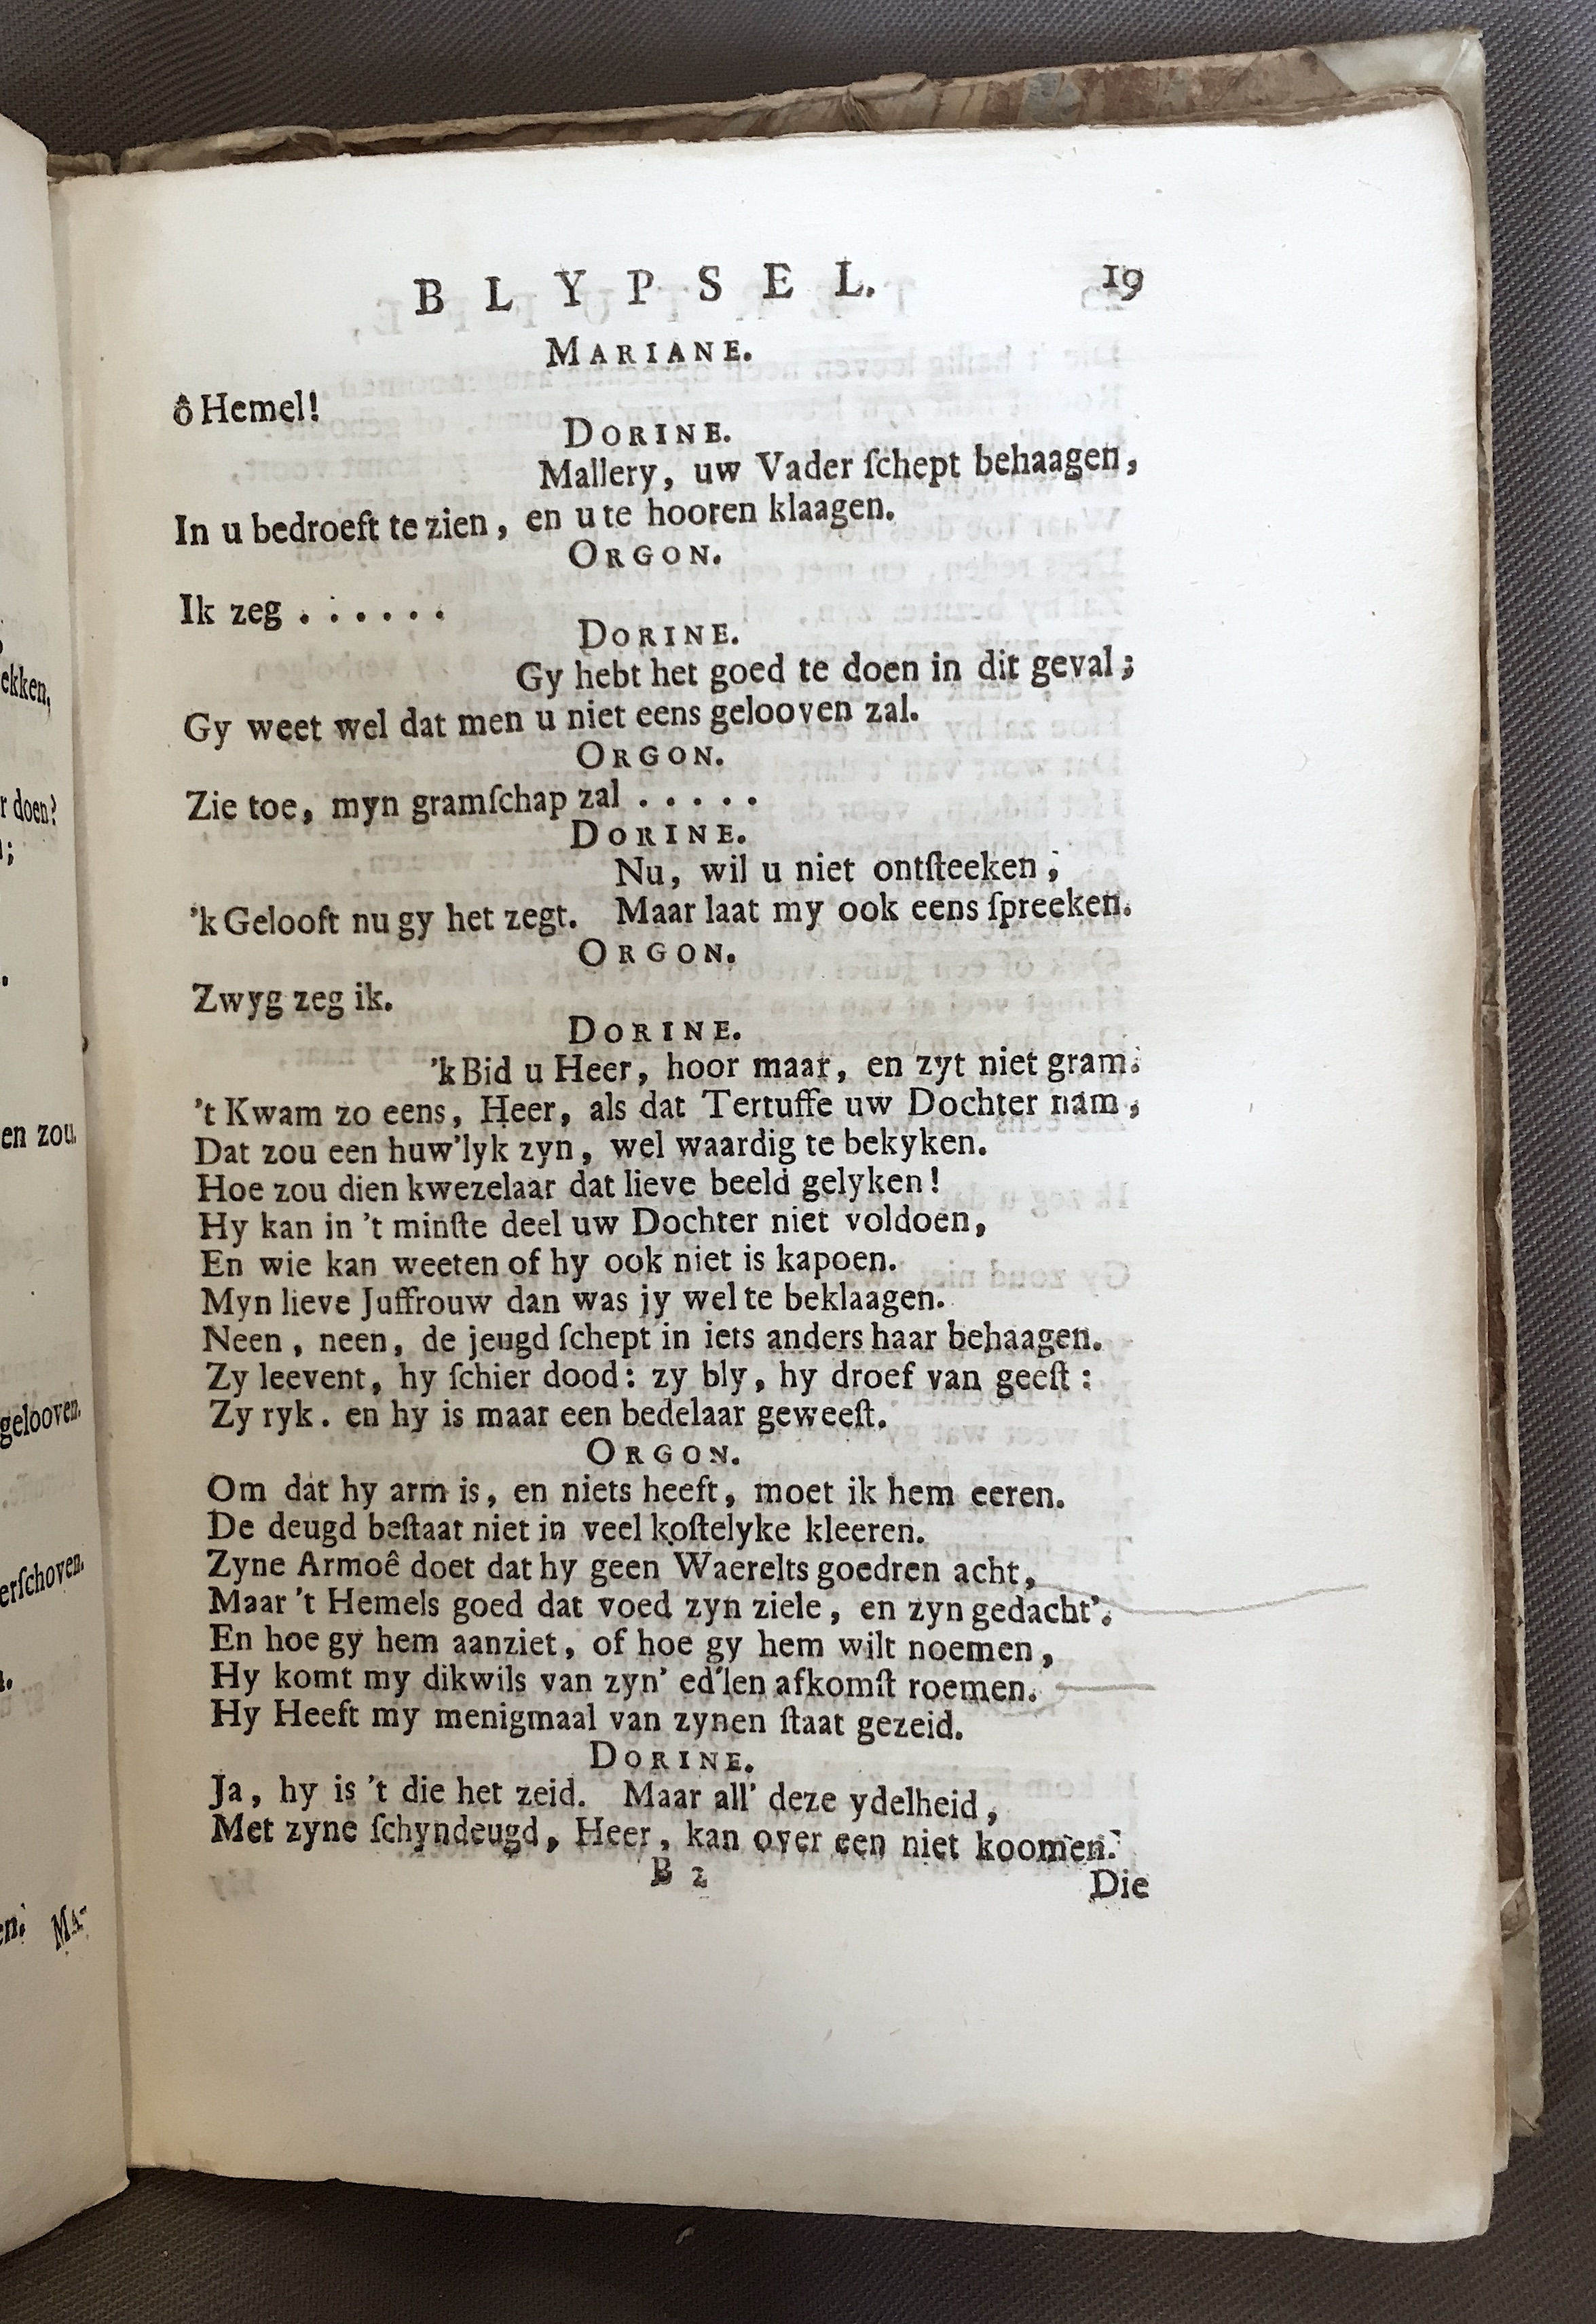 ekken,
r doen?
en zou
gelooven.
erſchoven.
MA-
BLYPSEL. 19
MARIANE.
ô Hemel!
DORINE.
Mallery, uw Vader ſchept behaagen,
In u bedroeft te zien, en u te hooren klaagen.
ORGON.
Ik zeg . . . . . .
DORINE.
Gy hebt het goed te doen in dit geval;
Gy weet wel dat men u niet eens gelooven zal.
ORGON.
Zie toe, myn gramſchap zal . . . . .
DORINE.
Nu, wil u niet ontſteeken,
'k Gelooft nu gy het zegt. Maar laat my ook eens ſpreeken.
ORGON.
Zwyg zeg ik.
DORINE.
'k Bid u Heer, hoor maar, en zyt niet gram.
't Kwam zo eens, Heer, als dat Tertuffe uw Dochter nam,
Dat zou een huw'lyk zyn, wel waardig te bekyken.
Hoe zou dien kwezelaar dat lieve beeld gelyken!
Hy kan in 't minſte deel uw Dochter niet voldoen,
En wie kan weeten of hy ook niet is kapoen.
Myn lieve Juffrouw dan was jy wel te beklaagen.
Neen, neen, de jeugd ſchept in iets anders haar behaagen.
Zy leevent, hy ſchier dood: zy bly, hy droef van geeſt:
Zy ryk. en hy is maar een bedelaar geweeſt.
ORGON.
Om dat hy arm is, en niets heeft, moet ik hem eeren.
De deugd beſtaat niet in veel koſtelyke kleeren.
Zyne Armoê doet dat hy geen Waerelts goedren acht,
Maar 't Hemels goed dat voed zyn ziele, en zyn gedacht'.
En hoe gy hem aanziet, of hoe gy hem wilt noemen,
Hy komt my dikwils van zyn' ed'len afkomſt roemen.
Hy Heeft my menigmaal van zynen ſtaat gezeid.
DORINE.
Ja, hy is 't die het zeid. Maar all' deze ydelheid,
Met zyne ſchyndeugd, Heer, kan over een niet koomen.
B 2
Die